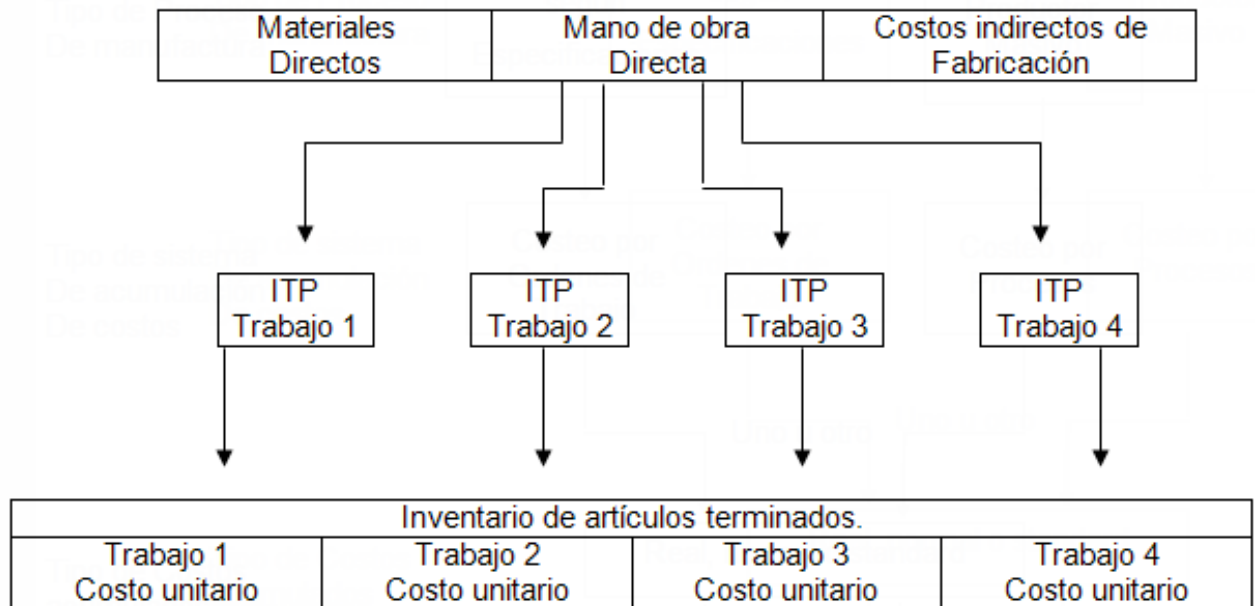 Materiales Directos
Mano de obra Directa
Costos indirectos de Fabricación
ITP
Trabajo 1
ITP
Trabajo 2
ITP
Trabajo 3
ITP
Trabajo 4
Inventario de artículos terminados.
Trabajo 1
Costo unitario
Trabajo 2
Costo unitario
Trabajo 3
Costo unitario
Trabajo 4
Costo unitario